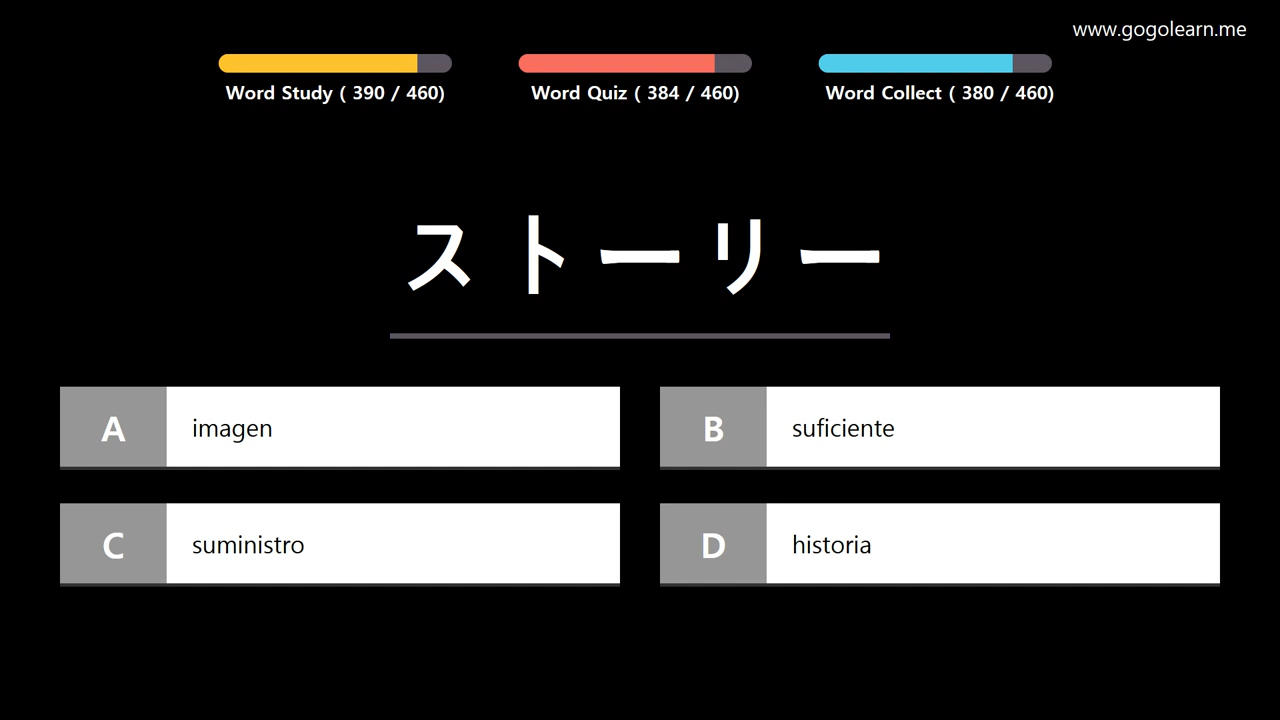 www.gogolearn.me
Word Study ( 390 / 460)
Word Quiz ( 384 / 460)
Word Collect ( 380 / 460)
ストーリー
A imagen
B suficiente
C suministro
D historia